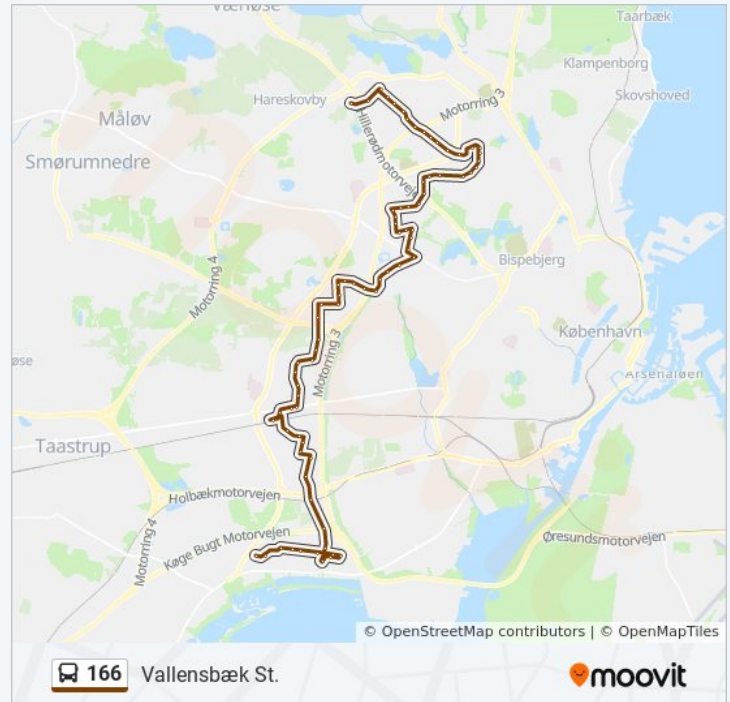 Værløse
Taarbæk
Klampenborg
Skovshoved
Hareskovby
Motorring 3
Måløv
Hillerødmotorvejen
Smørumnedre
Bispebjerg
Motorring 4
København
Motorring 3
Arsenaløen
Taastrup
Holbækmotorvejen
Køge Bugt Motorvejen
Øresundsmotorvejen
Motorring 4
© OpenStreetMap contributors | © OpenMapTiles
166 Vallensbæk St.
moovit